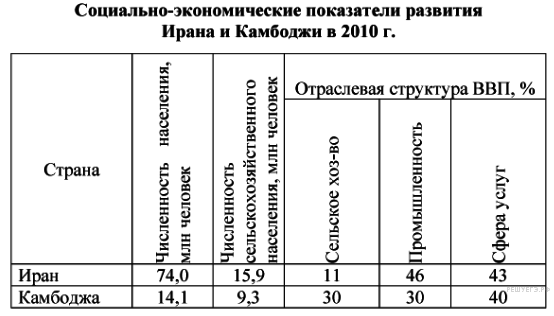 Социально-экономические показатели развития
Ирана и Камбоджи в 2010 г.
Страна
Численность населения,
млн человек
Численность
сельскохозяйственного
населения, млн человек
Отраслевая структура ВВП, %
Сельское хоз-во
Промышленность
Сфера услуг
Иран 74,0 15,9 11 46 43
Камбоджа 14,1 9,3 30 30 40
РЕШУЕГЭ.РФ